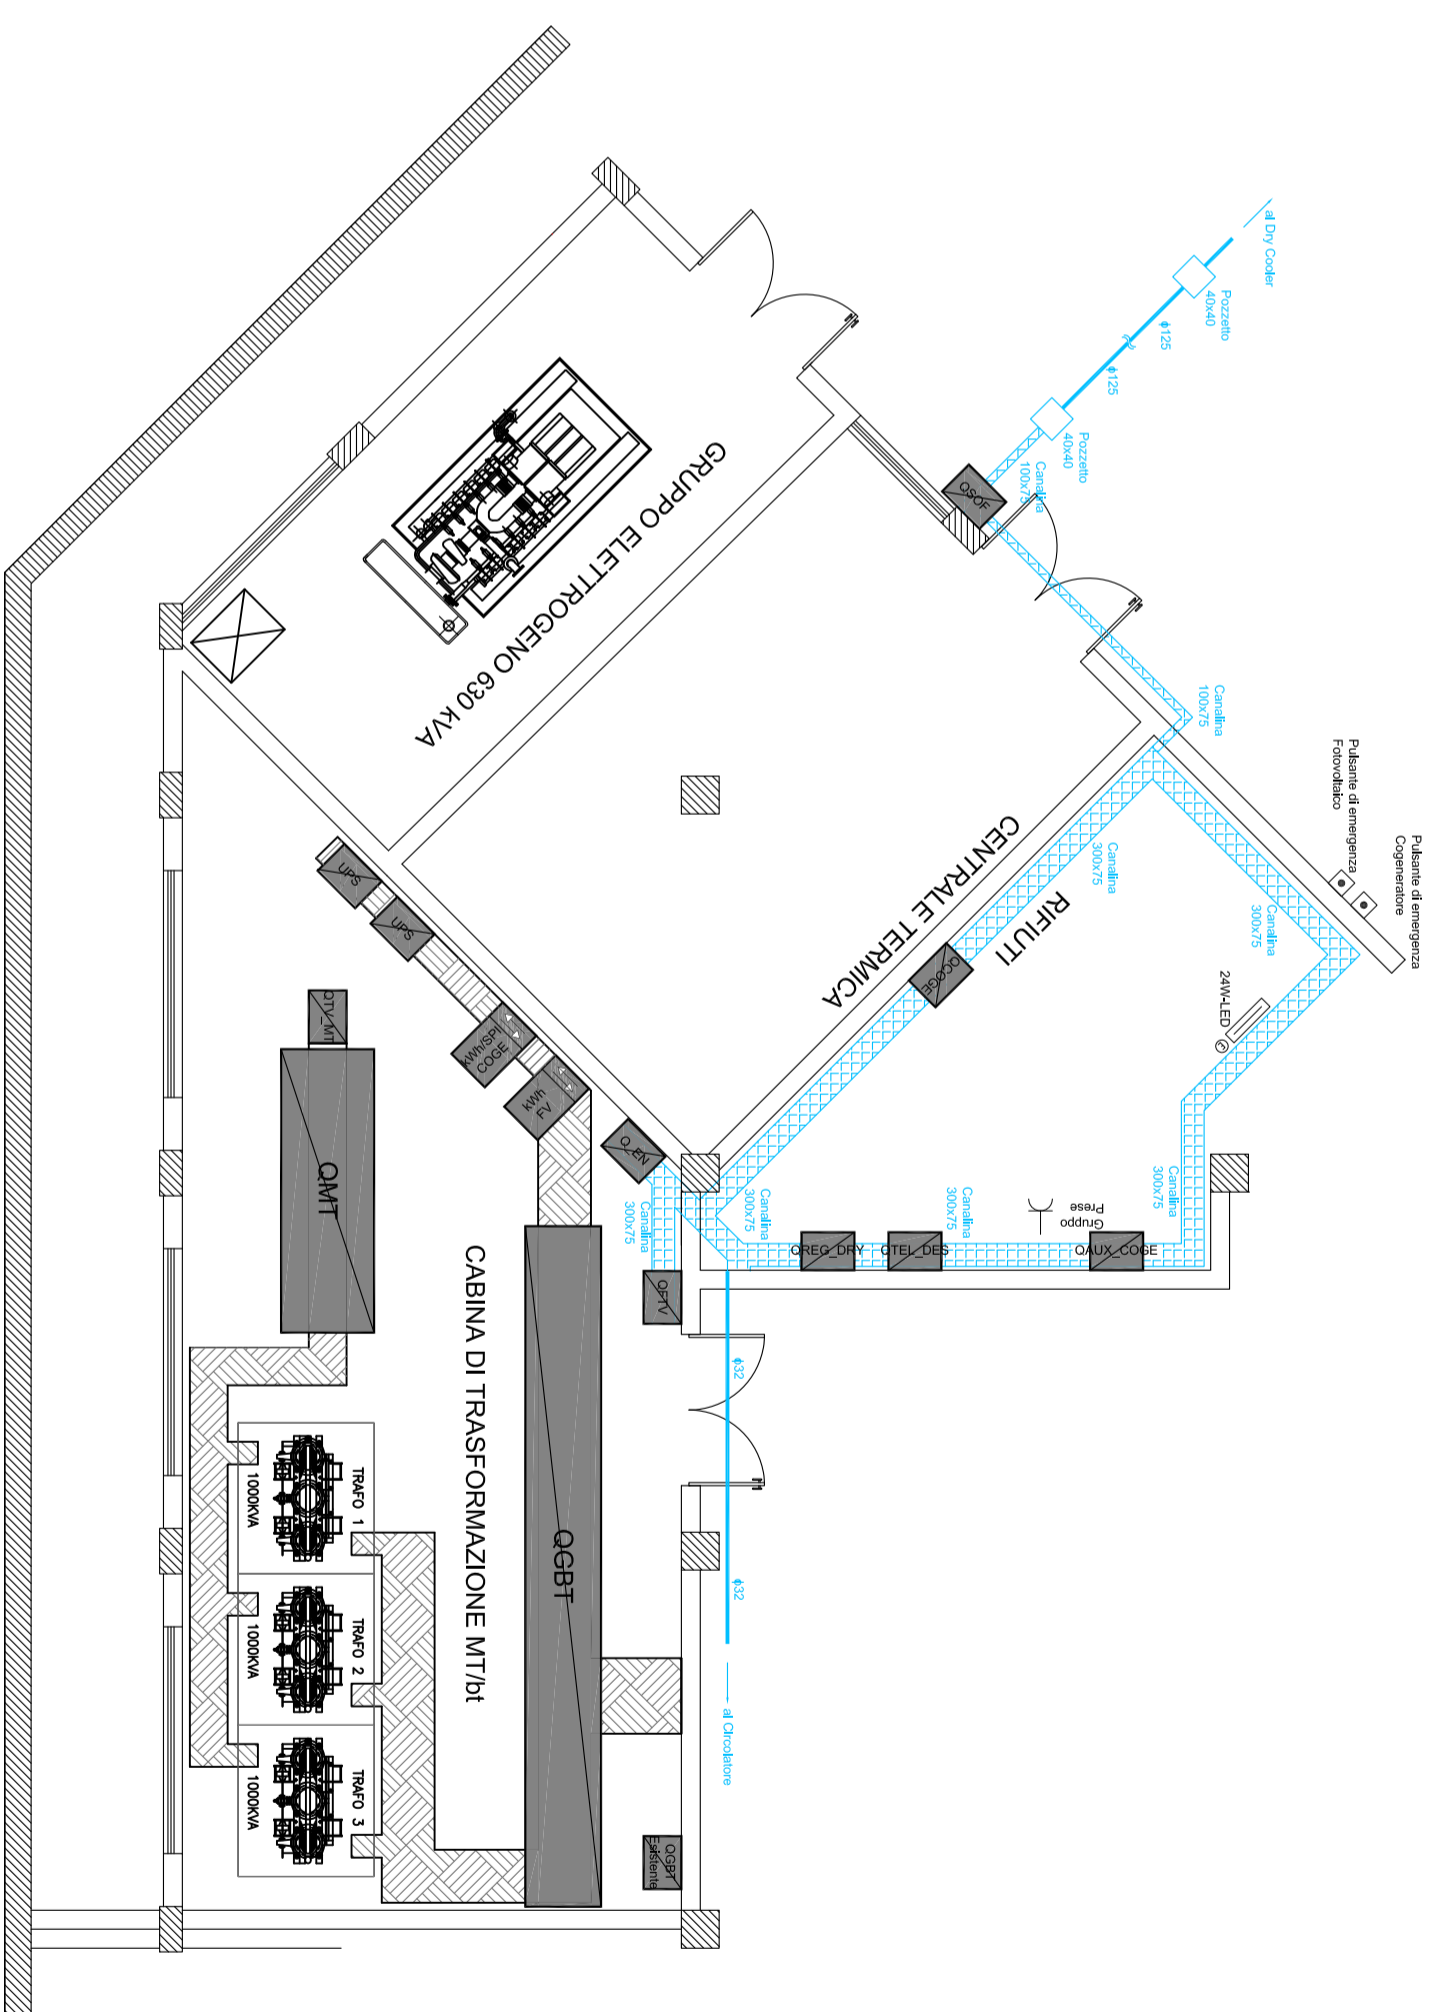 al Dry Cooler
Pozzetto
40x40
ϕ125
ϕ125
Pozzetto
40x40
Canalina
100x75
QSOF
Canalina
100x75
Pulsante di emergenza
Fotovoltaico
Pulsante di emergenza
Cogeneratore
GRUPPO ELETTROGENO 630 kVA
CENTRALE TERMICA
RIFIUTI
Canalina
300x75
Canalina
300x75
24W-LED
QCOGE
UPS
UPS
QTV_MT
kWh/SPI
COGE
kWh
FV
Q_EN
QMT
Canalina
300x75
Canalina
300x75
Canalina
300x75
Canalina
300x75
Gruppo
Prese
QREG_DRY
QTEL_DES
QAUX_COGE
QFTV
CABINA DI TRASFORMAZIONE MT/bt
QGBT
ϕ32
ϕ32
al CIrcolatore
TRAFO 1
1000KVA
TRAFO 2
1000KVA
TRAFO 3
1000KVA
QGBT
Esistente